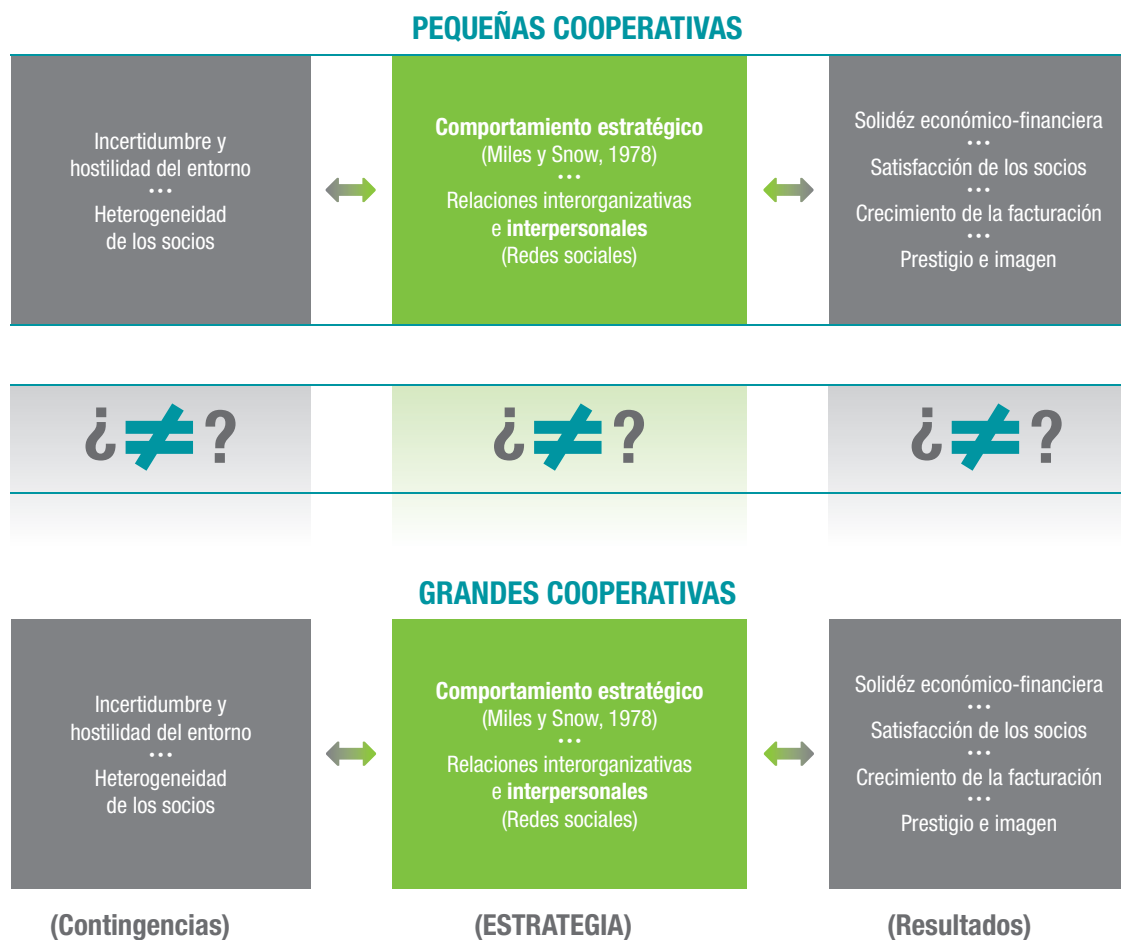 PEQUEÑAS COOPERATIVAS
Incertidumbre y
hostilidad del entorno
...
Heterogeneidad
de los socios
Comportamiento estratégico
(Miles y Snow, 1978)
...
Relaciones interorganizativas
e interpersonales
(Redes sociales)
Solidéz económico-financiera
...
Satisfacción de los socios
...
Crecimiento de la facturación
...
Prestigio e imagen
¿≠?
¿≠?
¿≠?
GRANDES COOPERATIVAS
Incertidumbre y
hostilidad del entorno
...
Heterogeneidad
de los socios
Comportamiento estratégico
(Miles y Snow, 1978)
...
Relaciones interorganizativas
e interpersonales
(Redes sociales)
Solidéz económico-financiera
...
Satisfacción de los socios
...
Crecimiento de la facturación
...
Prestigio e imagen
(Contingencias)
(ESTRATEGIA)
(Resultados)